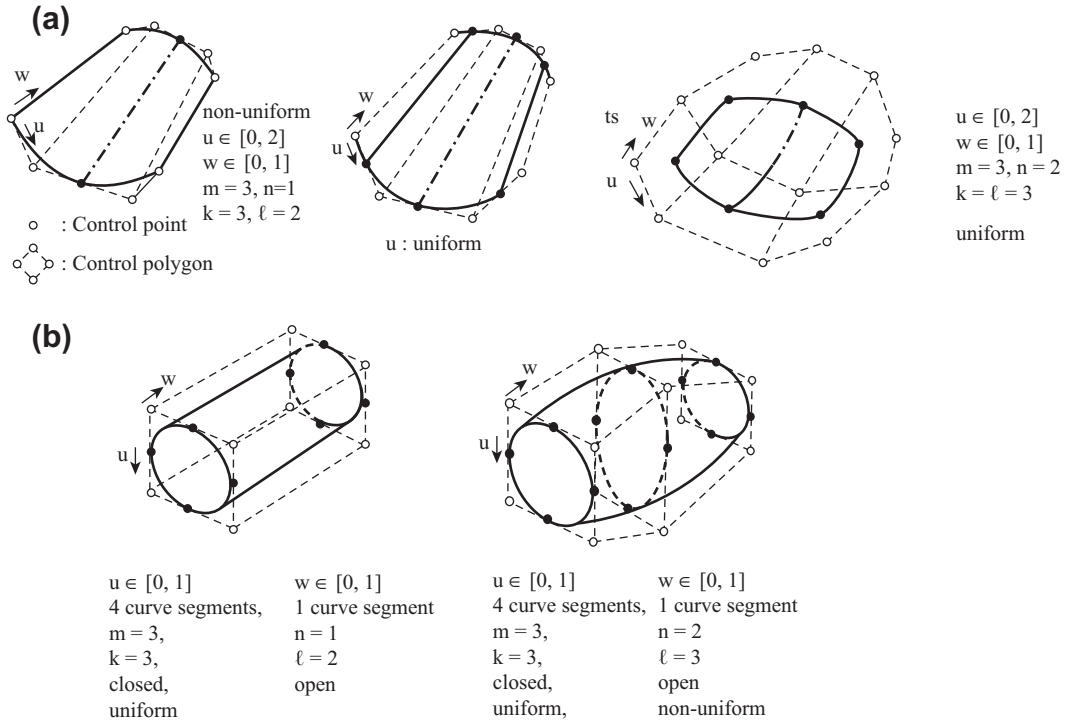 (a)
w
u
non-uniform
u ∈ [0, 2]
w ∈ [0, 1]
m = 3, n=1
k = 3, ℓ = 2
: Control point
: Control polygon
w
u
u : uniform
ts
w
u
u ∈ [0, 2]
w ∈ [0, 1]
m = 3, n = 2
k = ℓ = 3
uniform
(b)
w
u
u ∈ [0, 1]
4 curve segments,
m = 3,
k = 3,
closed,
uniform
w ∈ [0, 1]
1 curve segment
n = 1
ℓ = 2
open
w
u
u ∈ [0, 1]
4 curve segments,
m = 3,
k = 3,
closed,
uniform,
w ∈ [0, 1]
1 curve segment
n = 2
ℓ = 3
open
non-uniform